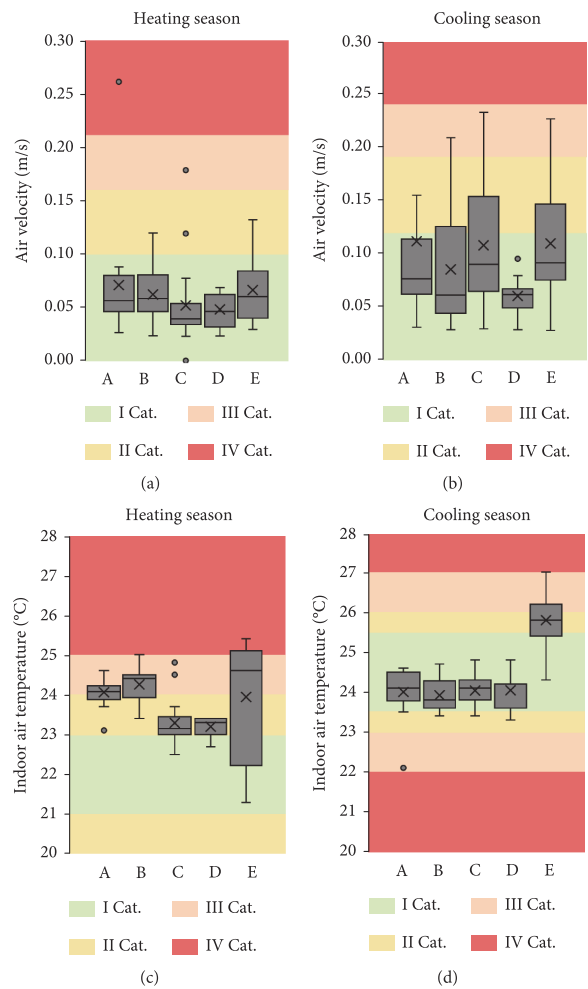 Heating season
Air velocity (m/s)
0.30
0.25
0.20
0.15
0.10
0.05
0.00
A B C D E
I Cat. III Cat.
II Cat. IV Cat.
(a)
Cooling season
Air velocity (m/s)
0.30
0.25
0.20
0.15
0.10
0.05
0.00
A B C D E
I Cat. III Cat.
II Cat. IV Cat.
(b)
Heating season
Indoor air temperature (°C)
28
27
26
25
24
23
22
21
20
A B C D E
I Cat. III Cat.
II Cat. IV Cat.
(c)
Cooling season
Indoor air temperature (°C)
28
27
26
25
24
23
22
21
20
A B C D E
I Cat. III Cat.
II Cat. IV Cat.
(d)